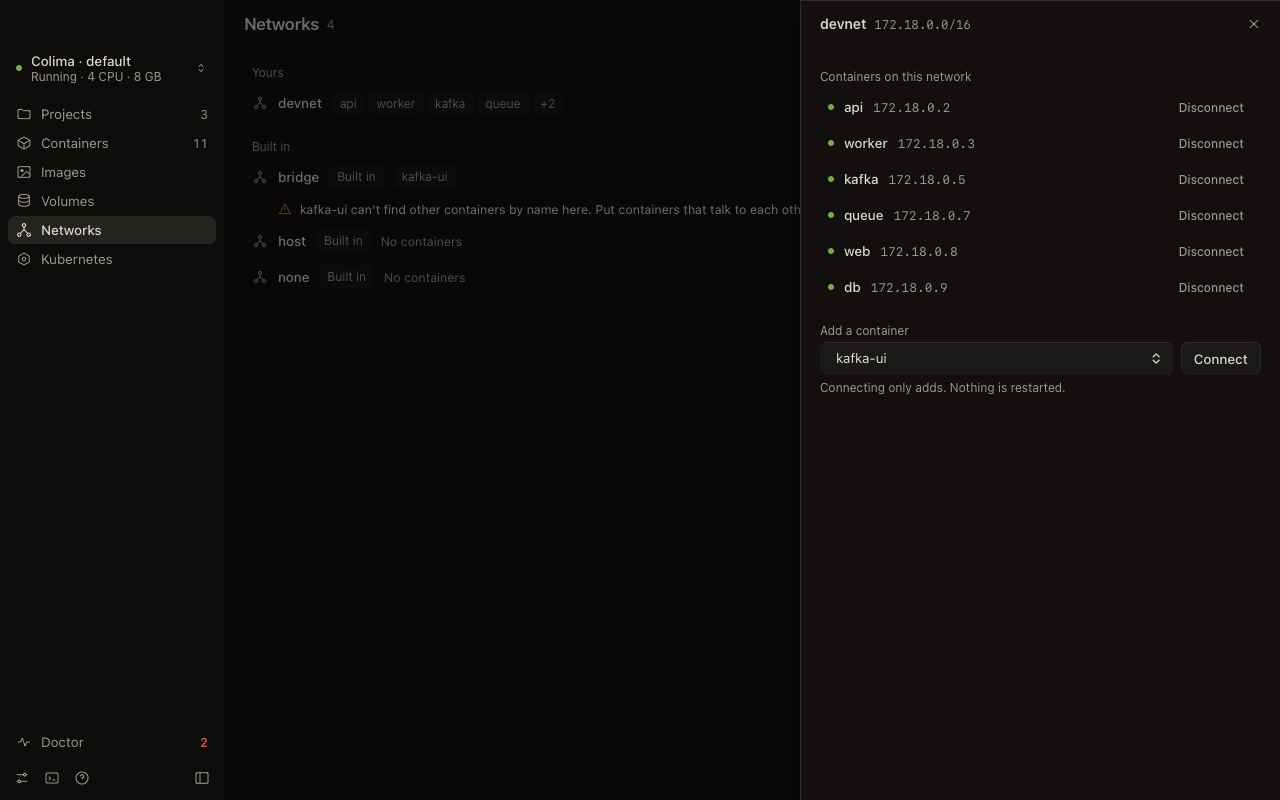 Colima · default
Running · 4 CPU · 8 GB
Projects 3
Containers 11
Images
Volumes
Networks
Kubernetes
Doctor 2
Networks 4
Yours
devnet api worker kafka queue +2
Built in
bridge Built in kafka-ui
kafka-ui can't find other containers by name here. Put containers that talk to each oth
host Built in No containers
none Built in No containers
devnet 172.18.0.0/16
Containers on this network
api 172.18.0.2 Disconnect
worker 172.18.0.3 Disconnect
kafka 172.18.0.5 Disconnect
queue 172.18.0.7 Disconnect
web 172.18.0.8 Disconnect
db 172.18.0.9 Disconnect
Add a container
kafka-ui Connect
Connecting only adds. Nothing is restarted.